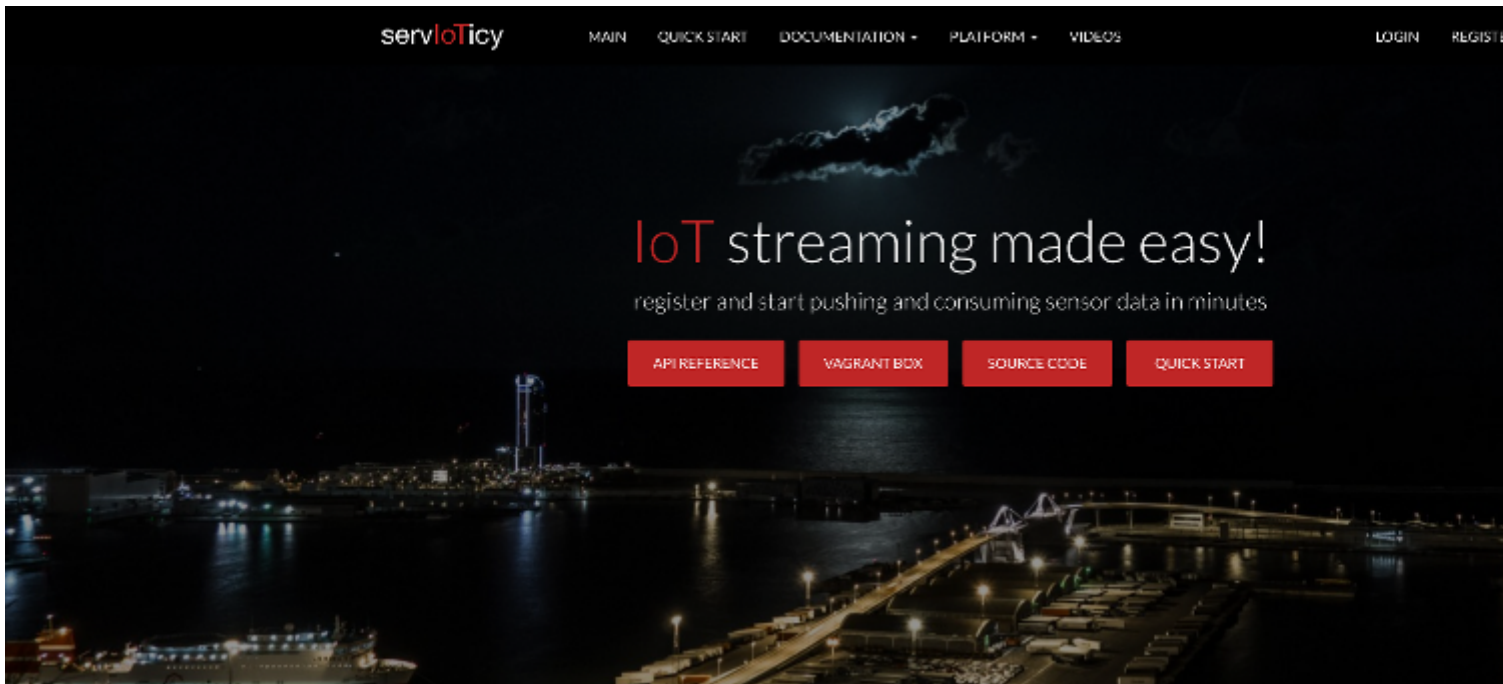 servIoTicy MAIN QUICK START DOCUMENTATION PLATFORM VIDEOS LOGIN
IoT streaming made easy!
register and start pushing and consuming sensor data in minutes
API REFERENCE VAGRANT BOX SOURCE CODE QUICK START